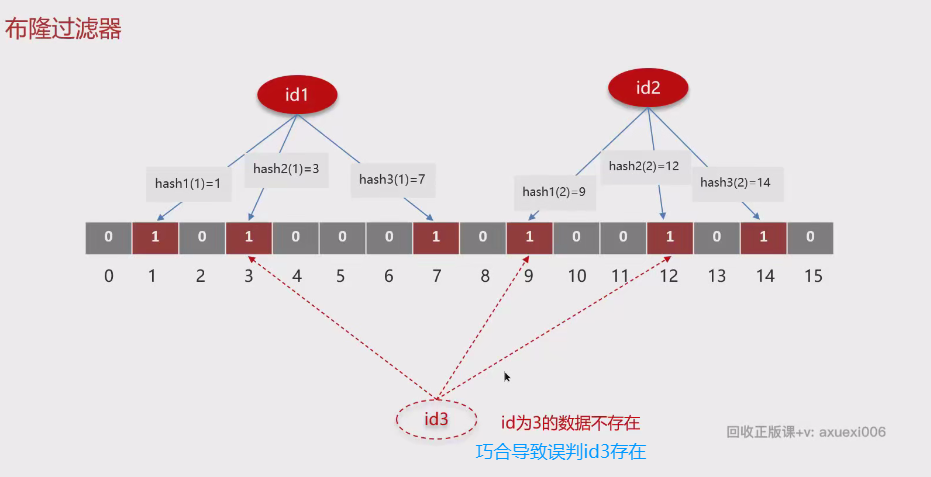 布隆过滤器
id1
id2
hash1(1)=1
hash2(1)=3
hash3(1)=7
hash1(2)=9
hash2(2)=12
hash3(2)=14
0 1 0 1 0 0 0 1 0 1 0 0 1 0 1 0
0 1 2 3 4 5 6 7 8 9 10 11 12 13 14 15
id3
id为3的数据不存在
巧合导致误判id3存在
回收正版课+v: axuexi006